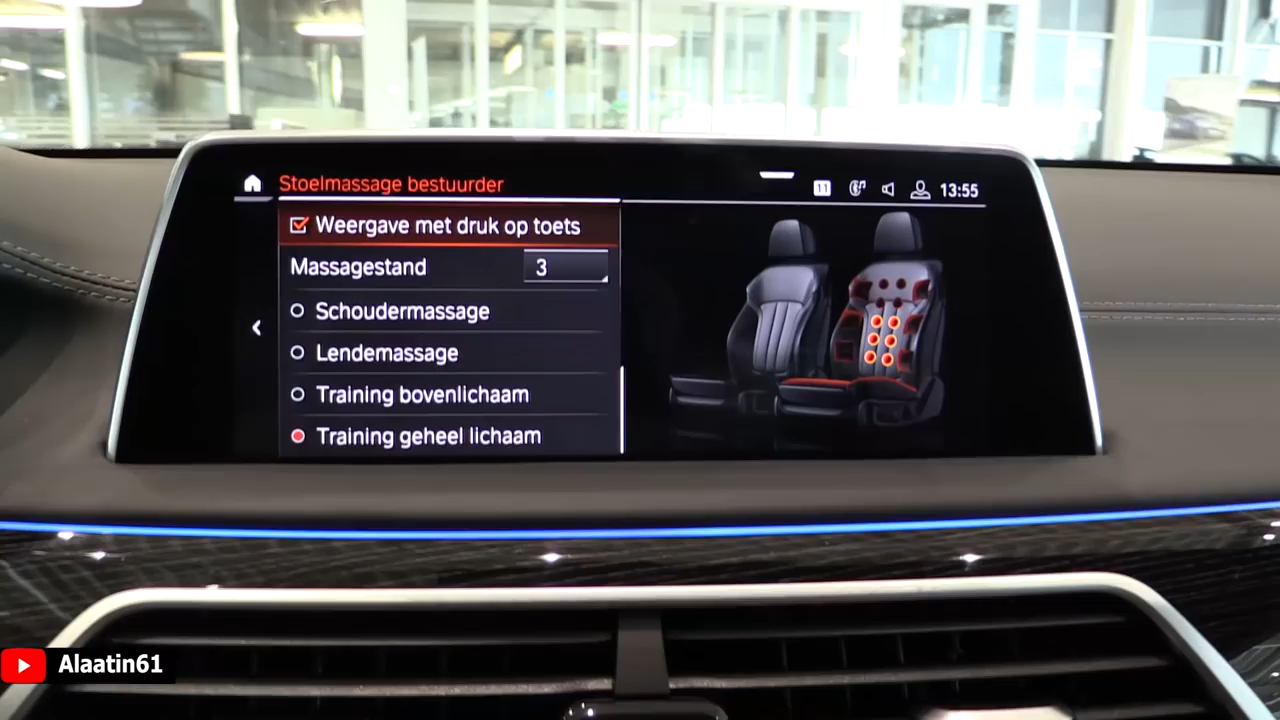 Stoelmassage bestuurder
11
13:55
Weergave met druk op toets
Massagestand 3
Schoudermassage
Lendemassage
Training bovenlichaam
Training geheel lichaam
Alaatin61